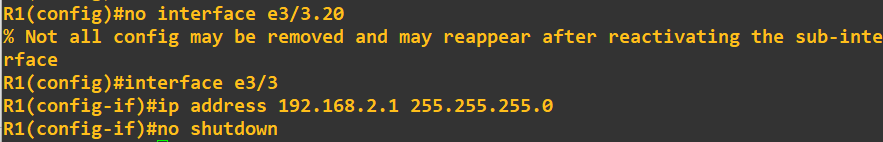 R1(config)#no interface e3/3.20
% Not all config may be removed and may reappear after reactivating the sub-inte
rface
R1(config)#interface e3/3
R1(config-if)#ip address 192.168.2.1 255.255.255.0
R1(config-if)#no shutdown